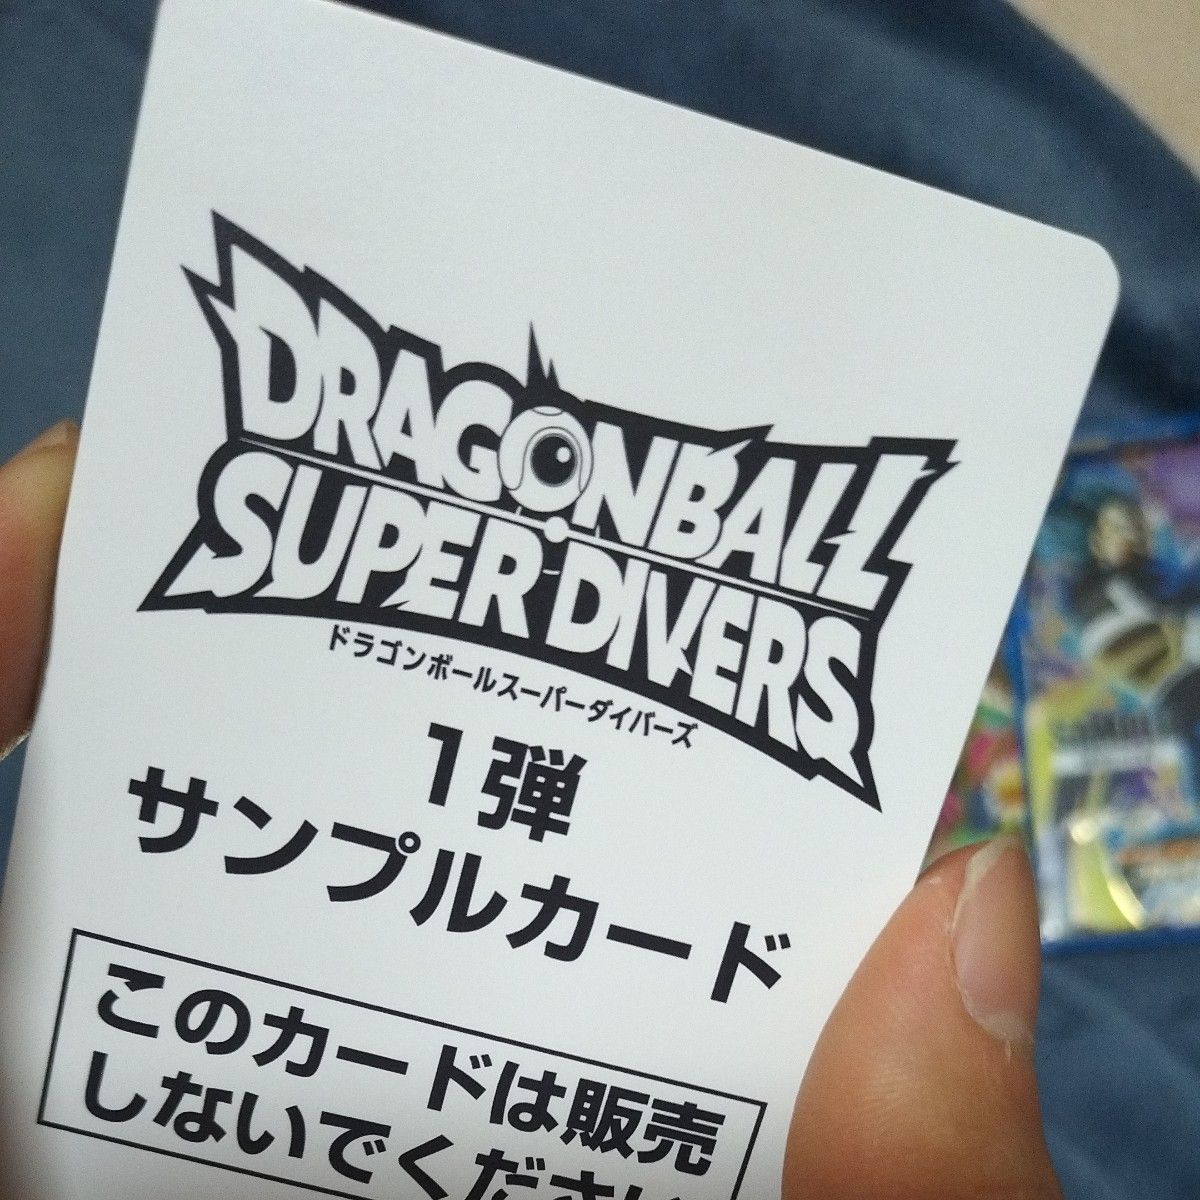 DRAGONBALL
SUPER DIVERS
ドラゴンボールスーパーダイバーズ
1弾
サンプルカード
このカードは販売
しないでください